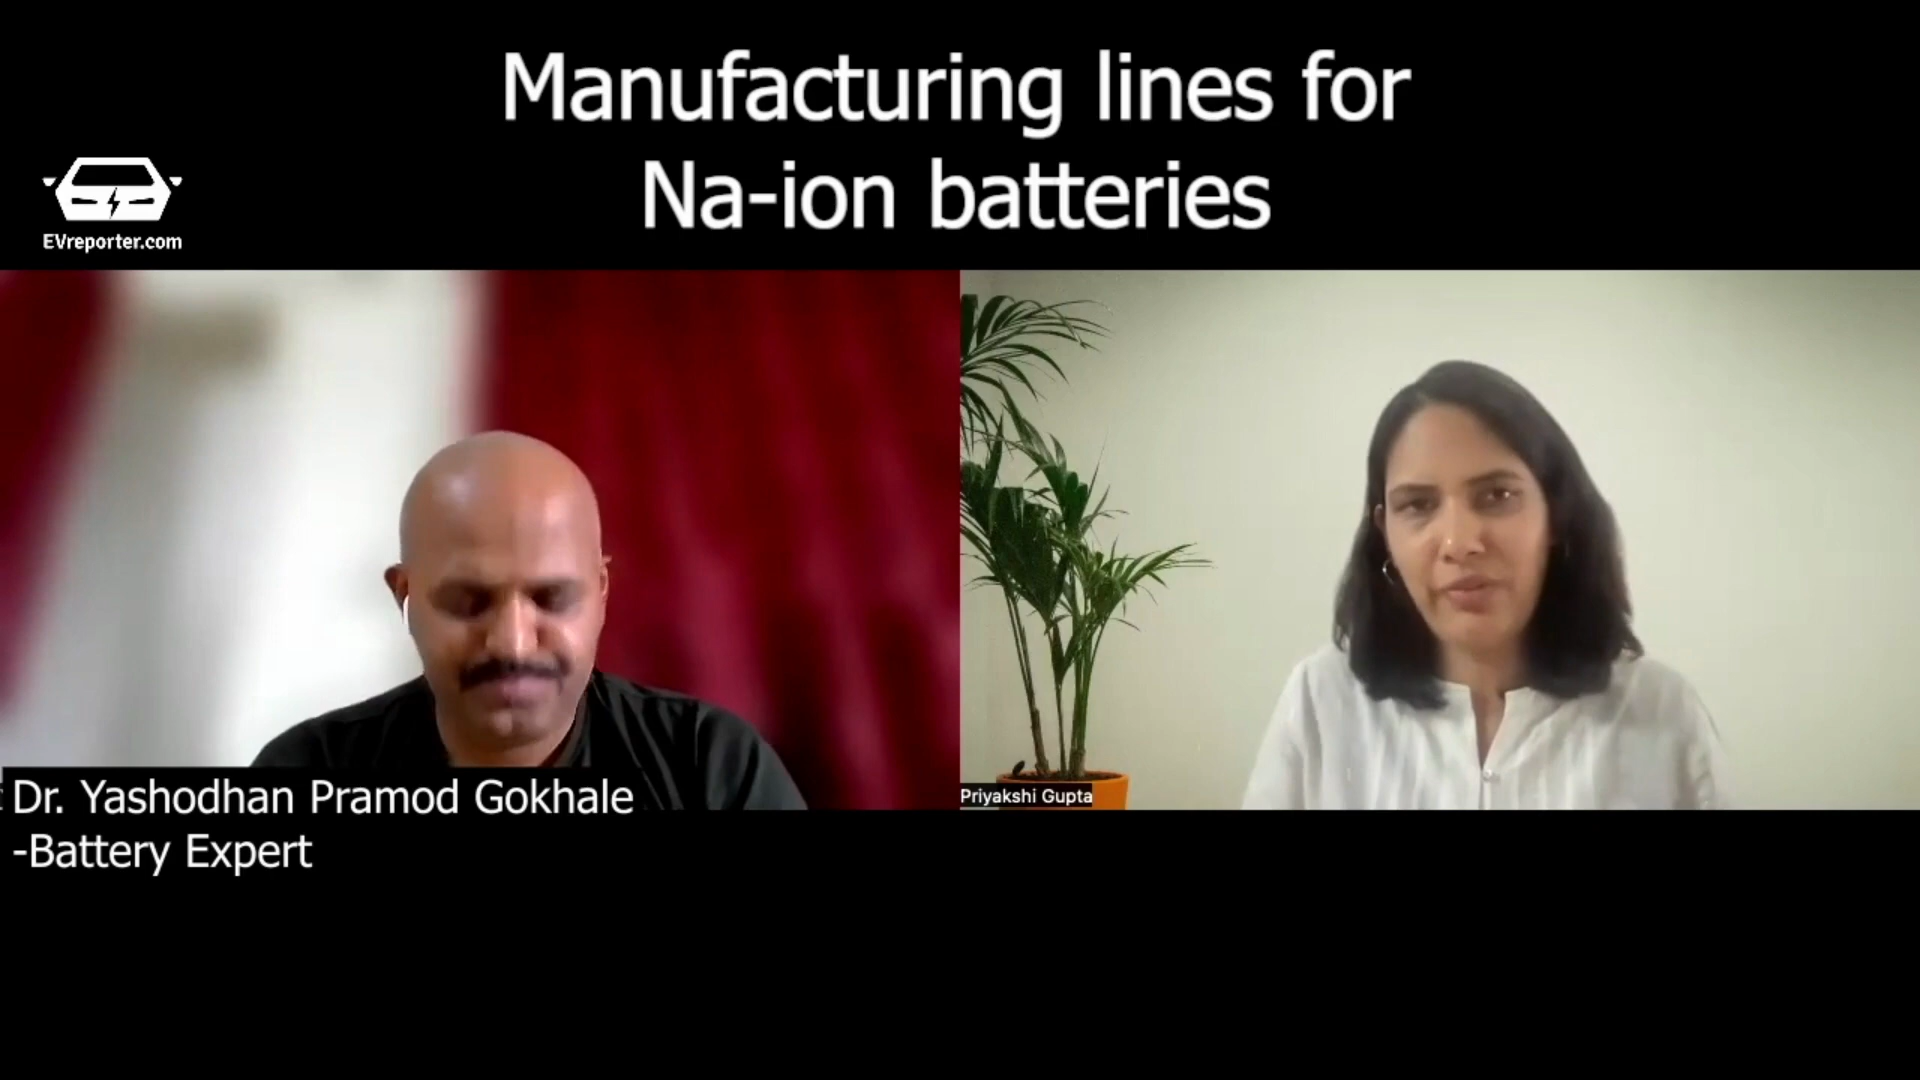 Manufacturing lines for
Na-ion batteries
EVreporter.com
Dr. Yashodhan Pramod Gokhale
-Battery Expert
Priyakshi Gupta